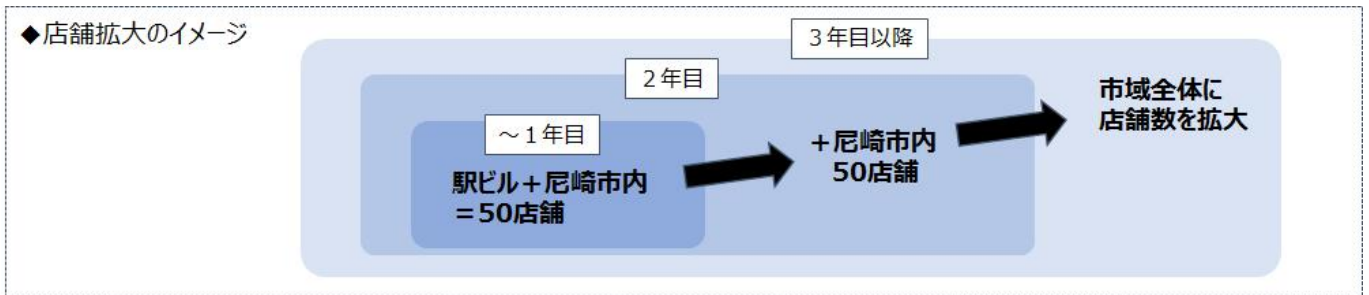 ◆店舗拡大のイメージ
～１年目
駅ビル＋尼崎市内
＝50店舗
２年目
＋尼崎市内
50店舗
３年目以降
市域全体に
店舗数を拡大